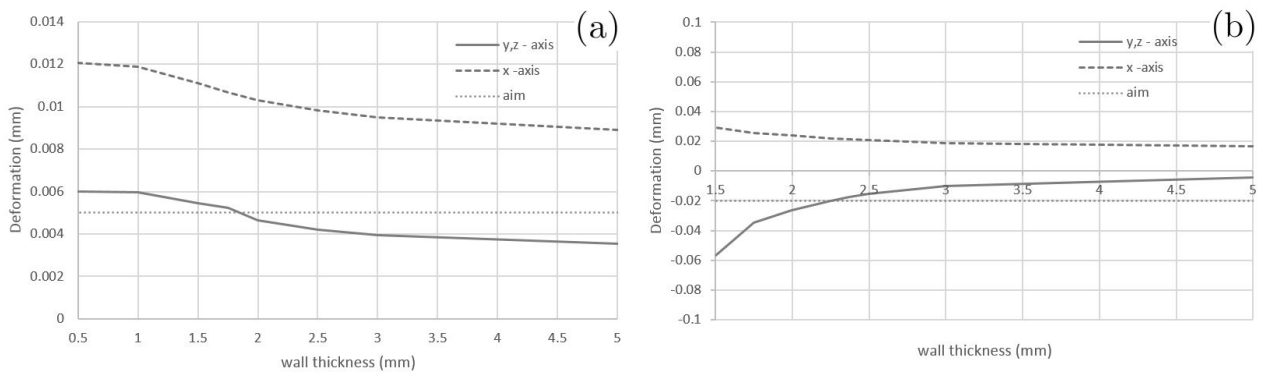 (a)
0.014
0.012
0.01
0.008
0.006
0.004
0.002
0
Deformation (mm)
y,z - axis
x -axis
aim
0.5 1 1.5 2 2.5 3 3.5 4 4.5 5
wall thickness (mm)
(b)
0.1
0.08
0.06
0.04
0.02
0
-0.02
-0.04
-0.06
-0.08
-0.1
Deformation (mm)
y,z - axis
x -axis
aim
1.5 2 2.5 3 3.5 4 4.5 5
wall thickness (mm)